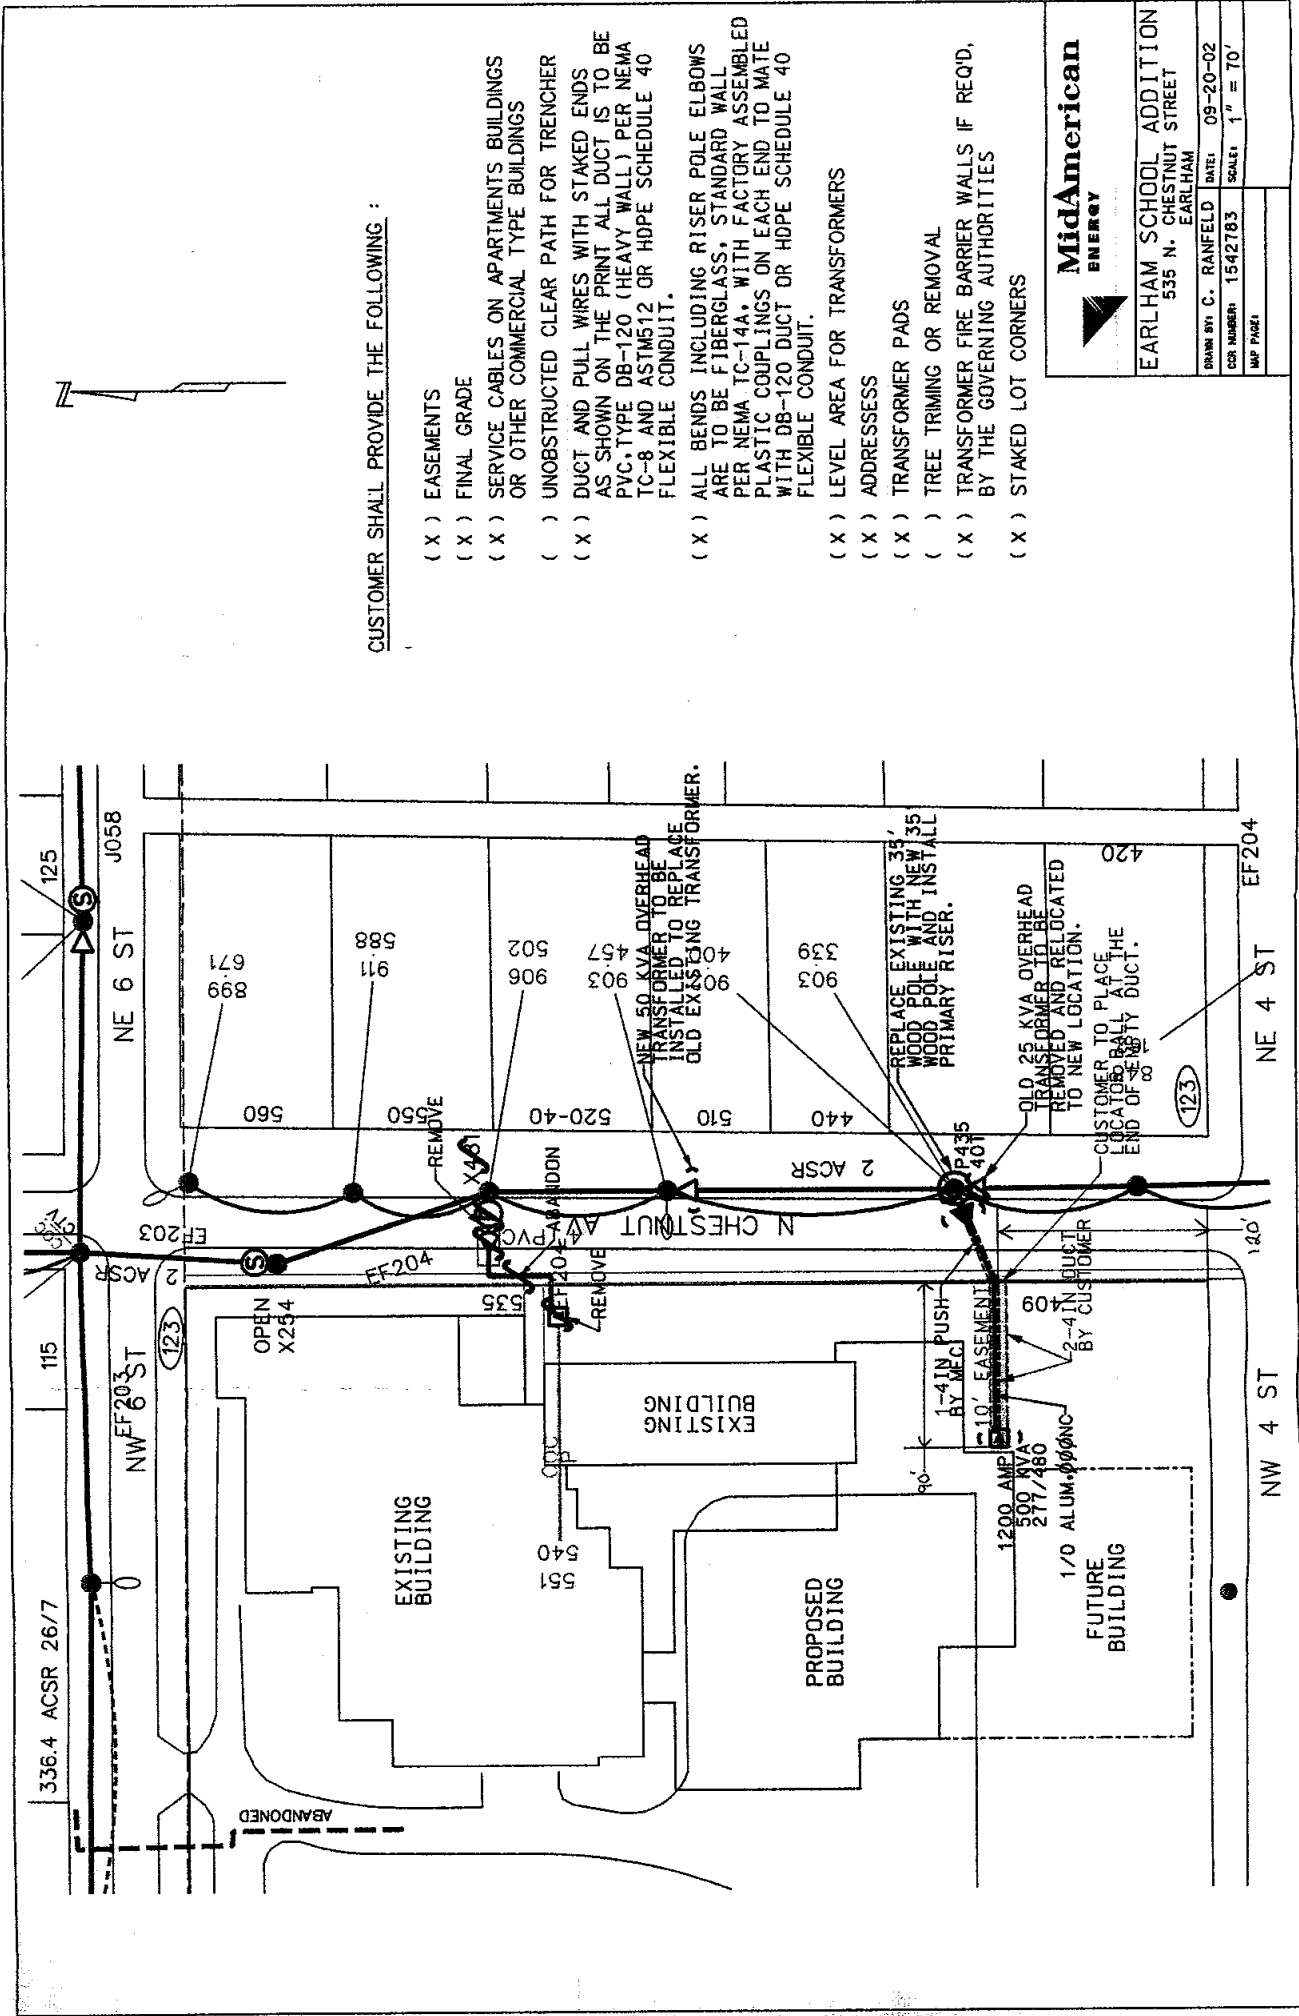 CUSTOMER SHALL PROVIDE THE FOLLOWING :
( X ) EASEMENTS
( X ) FINAL GRADE
( X ) SERVICE CABLES ON APARTMENTS BUILDINGS
OR OTHER COMMERCIAL TYPE BUILDINGS
( ) UNOBSTRUCTED CLEAR PATH FOR TRENCHER
( X ) DUCT AND PULL WIRES WITH STAKED ENDS
AS SHOWN ON THE PRINT ALL DUCT IS TO BE
PVC, TYPE DB-120 (HEAVY WALL) PER NEMA
TC-8 AND ASTM512 OR HDPE SCHEDULE 40
FLEXIBLE CONDUIT.
( X ) ALL BENDS INCLUDING RISER POLE ELBOWS
ARE TO BE FIBERGLASS, STANDARD WALL
PER NEMA TC-14A, WITH FACTORY ASSEMBLED
PLASTIC COUPLINGS ON EACH END TO MATE
WITH DB-120 DUCT OR HDPE SCHEDULE 40
FLEXIBLE CONDUIT.
( X ) LEVEL AREA FOR TRANSFORMERS
( X ) ADDRESSESS
( X ) TRANSFORMER PADS
( ) TREE TRIMING OR REMOVAL
( X ) TRANSFORMER FIRE BARRIER WALLS IF REQ'D,
BY THE GOVERNING AUTHORITIES
( X ) STAKED LOT CORNERS
MidAmerican
ENERGY
EARLHAM SCHOOL ADDITION
535 N. CHESTNUT STREET
EARLHAM
DRAWN BY: C. RANFELD
DATE: 09-20-02
CCR NUMBER: 1542783
SCALE: 1" = 70'
MAP PAGE:
336.4 ACSR 26/7
115
125
J058
EF203
NW 6 ST
NE 6 ST
123
2 ACSR
EF203
OPEN
X254
EF204
899
671
911
588
906
502
903
457
903
339
560
550
520-40
510
440
420
REMOVE
ABANDON
PVC
535
EF204
REMOVE
N CHESTNUT AV
2 ACSR
NEW 50 KVA OVERHEAD
TRANSFORMER TO BE
INSTALLED TO REPLACE
OLD EXISTING TRANSFORMER.
REPLACE EXISTING 35'
WOOD POLE WITH NEW 35'
WOOD POLE AND INSTALL
PRIMARY RISER.
P435
401
OLD 25 KVA OVERHEAD
TRANSFORMER TO BE
REMOVED AND RELOCATED
TO NEW LOCATION.
CUSTOMER TO PLACE
LOCATOR BALL AT THE
END OF EMPTY DUCT.
123
EF204
NE 4 ST
NW 4 ST
120'
409
2-4IN DUCT
BY CUSTOMER
1-4IN PUSH
BY MEC
10' EASEMENT
90'
1200 AMP
500 KVA
277/480
1/0 ALUM.
EXISTING
BUILDING
EXISTING
BUILDING
551
540
PROPOSED
BUILDING
FUTURE
BUILDING
ABANDONED